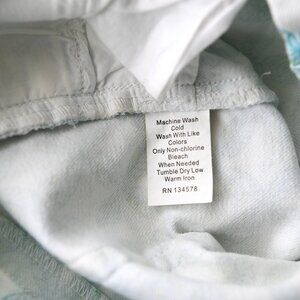 Machine Wash
Cold
Wash With Like
Colors
Only Non-chlorine
Bleach
When Needed
Tumble Dry Low
Warm Iron
RN 134578